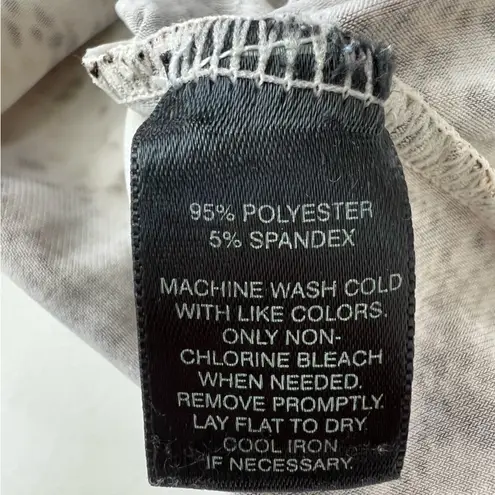 95% POLYESTER
5% SPANDEX
MACHINE WASH COLD
WITH LIKE COLORS.
ONLY NON-
CHLORINE BLEACH
WHEN NEEDED.
REMOVE PROMPTLY.
LAY FLAT TO DRY.
COOL IRON
IF NECESSARY.